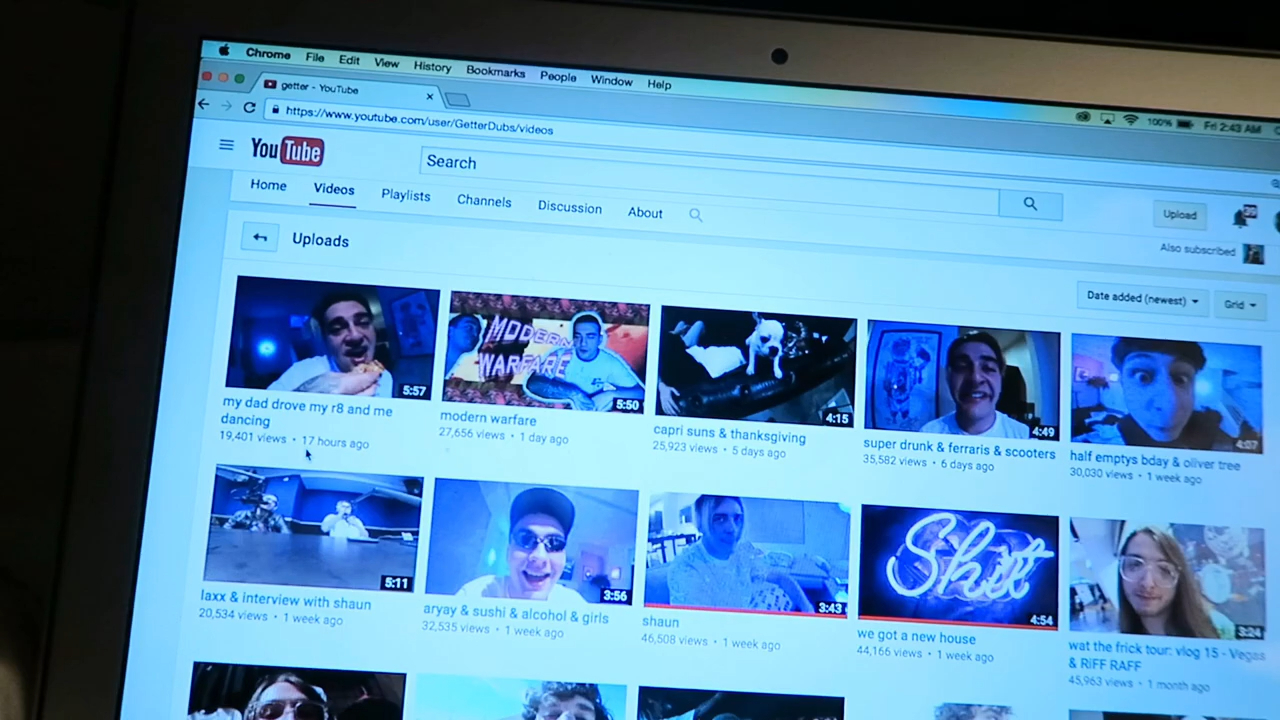 Chrome File Edit View History Bookmarks People Window Help
100% Fri 2:43 AM
getter - YouTube
https://www.youtube.com/user/GetterDubs/videos
YouTube
Search
Upload
Home Videos Playlists Channels Discussion About
Also subscribed
Uploads
Date added (newest) Grid
5:57
MODERN WARFARE
5:50
4:15
4:49
4:07
my dad drove my r8 and me
dancing
19,401 views • 17 hours ago
modern warfare
27,656 views • 1 day ago
capri suns & thanksgiving
25,923 views • 5 days ago
super drunk & ferraris & scooters
35,582 views • 6 days ago
half emptys bday & oliver tree
30,030 views • 1 week ago
5:11
3:56
3:43
Shit
4:54
3:24
laxx & interview with shaun
20,534 views • 1 week ago
aryay & sushi & alcohol & girls
32,535 views • 1 week ago
shaun
46,508 views • 1 week ago
we got a new house
44,166 views • 1 week ago
wat the frick tour: vlog 15 - Vegas
& RiFF RAFF
45,963 views • 1 month ago